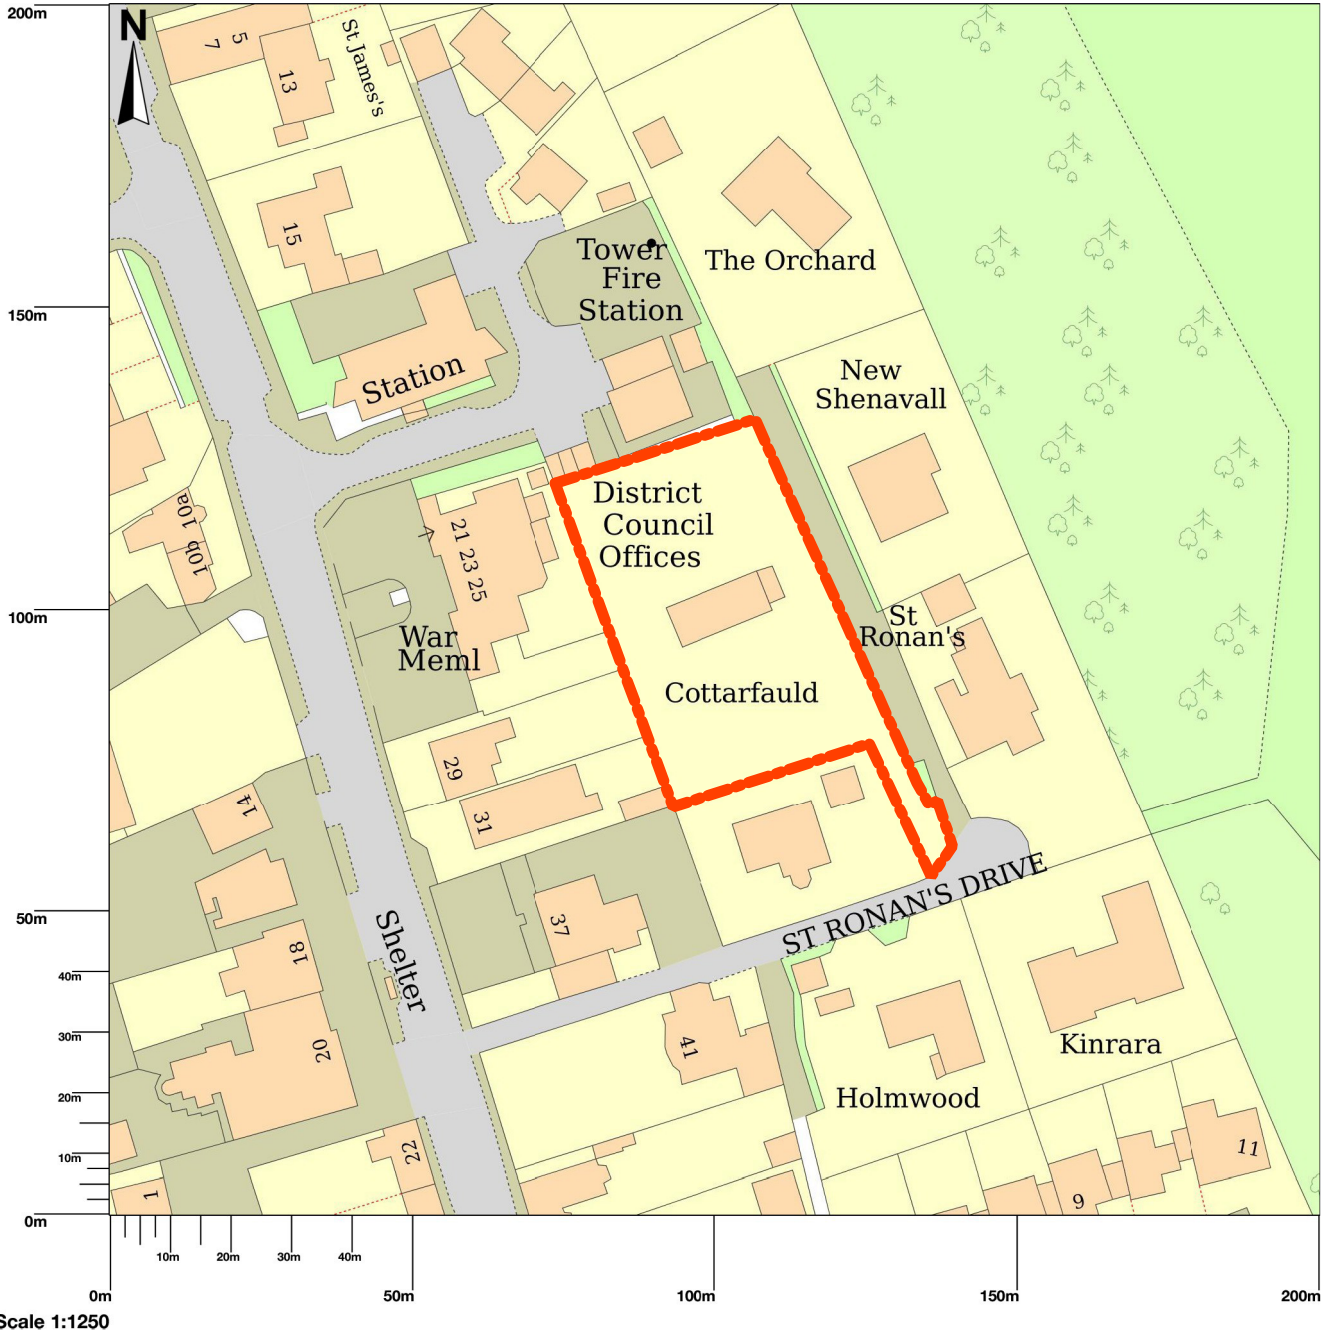 200m
N
7
5
13
St James's
15
Tower
Fire
Station
The Orchard
150m
Station
New
Shenavall
10a
10b
21 23 25
District
Council
Offices
100m
War
Meml
St
Ronan's
Cottarfauld
29
31
14
50m
37
ST RONAN'S DRIVE
Shelter
18
40m
30m
20
41
Kinrara
20m
Holmwood
10m
22
1
9
11
0m
10m
20m
30m
40m
0m
50m
100m
150m
200m
Scale 1:1250